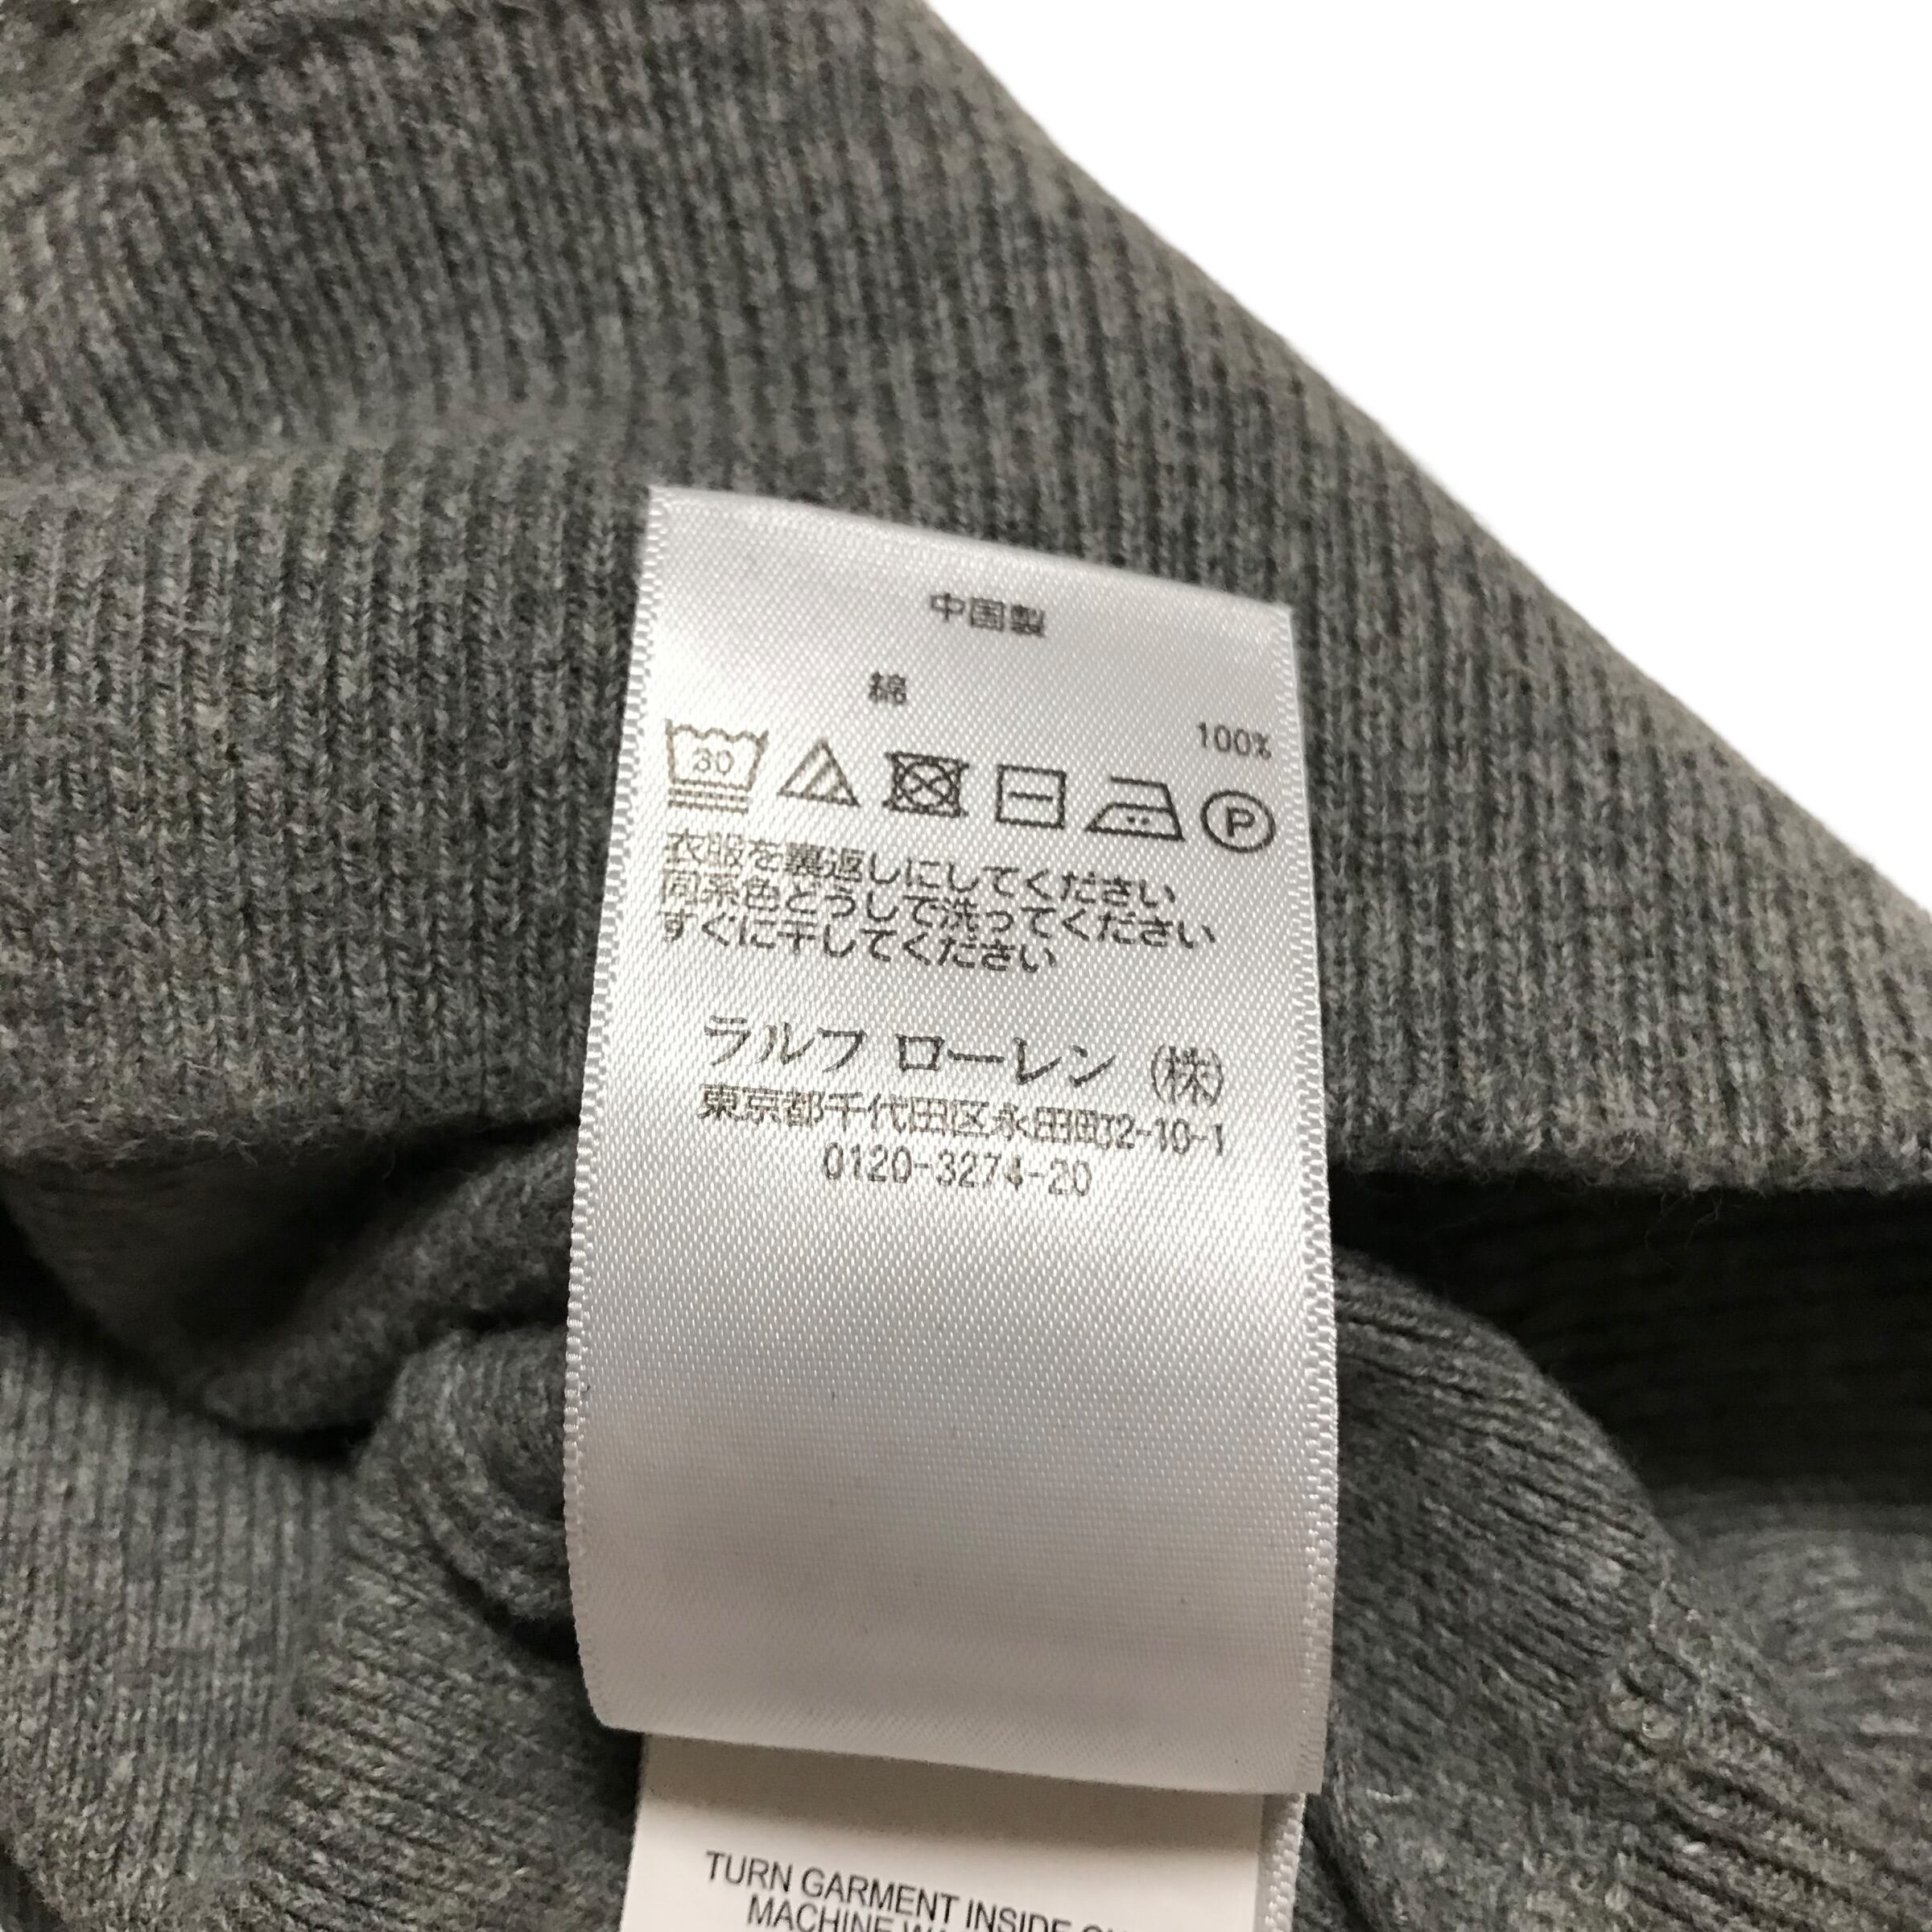 中国製
綿
100%
30
P
衣服を裏返しにしてください
同系色どうしで洗ってください
すぐに干してください
ラルフ ローレン (株)
東京都千代田区永田町2-10-1
0120-3274-20
TURN GARMENT INSIDE
MACHINE